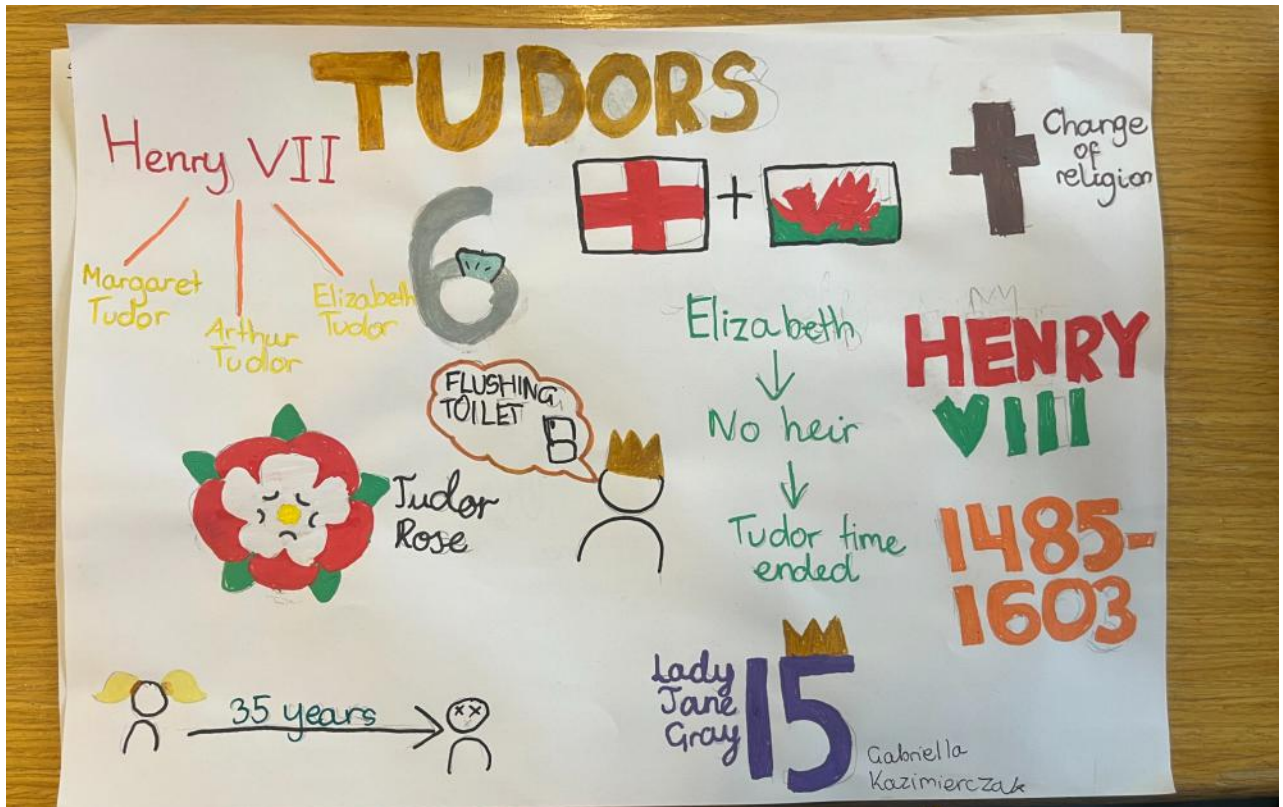 TUDORS
Henry VII
Margaret
Tudor
Arthur
Tudor
Elizabeth
Tudor
6
Change
of
religion
FLUSHING
TOILET
Elizabeth
No heir
Tudor time
ended
HENRY
VIII
Tudor
Rose
1485-
1603
35 years
Lady
Jane
Gray
15
Gabriella
Kazimierczak